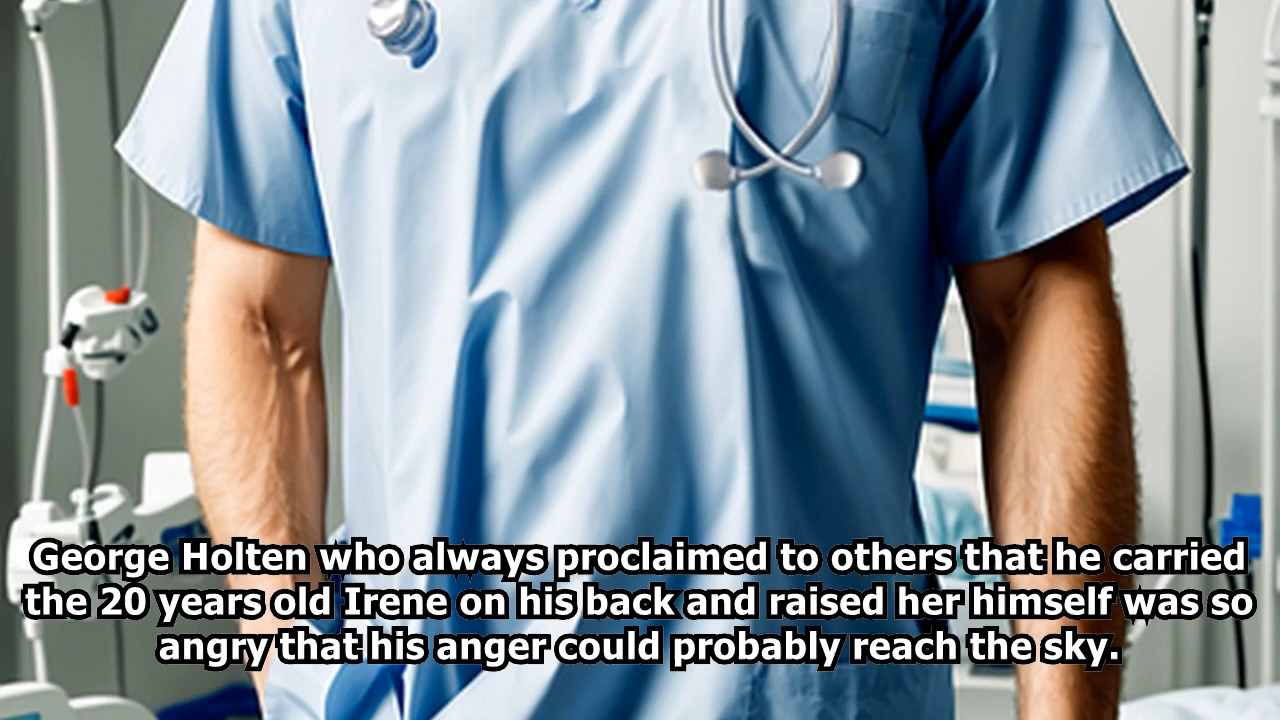 George Holten who always proclaimed to others that he carried
the 20 years old Irene on his back and raised her himself was so
angry that his anger could probably reach the sky.